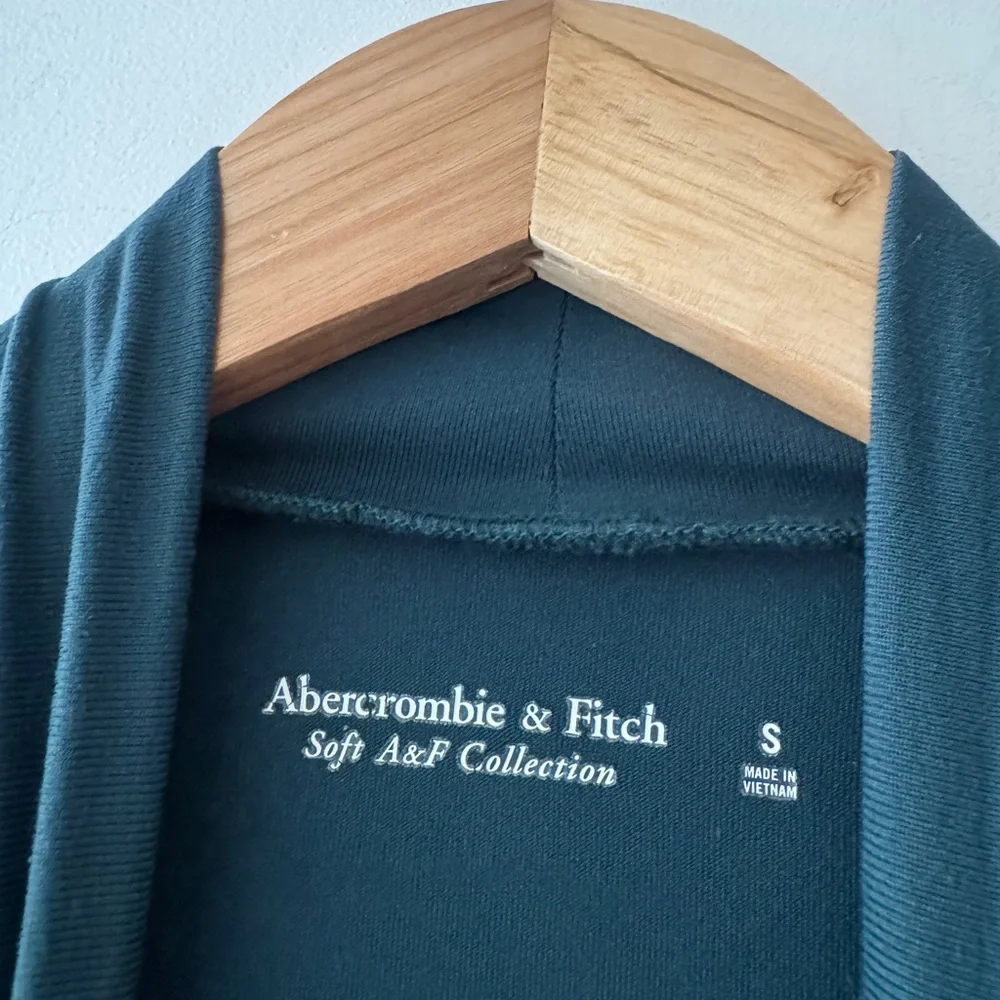 Abercrombie & Fitch
Soft A&F Collection
S
MADE IN
VIETNAM